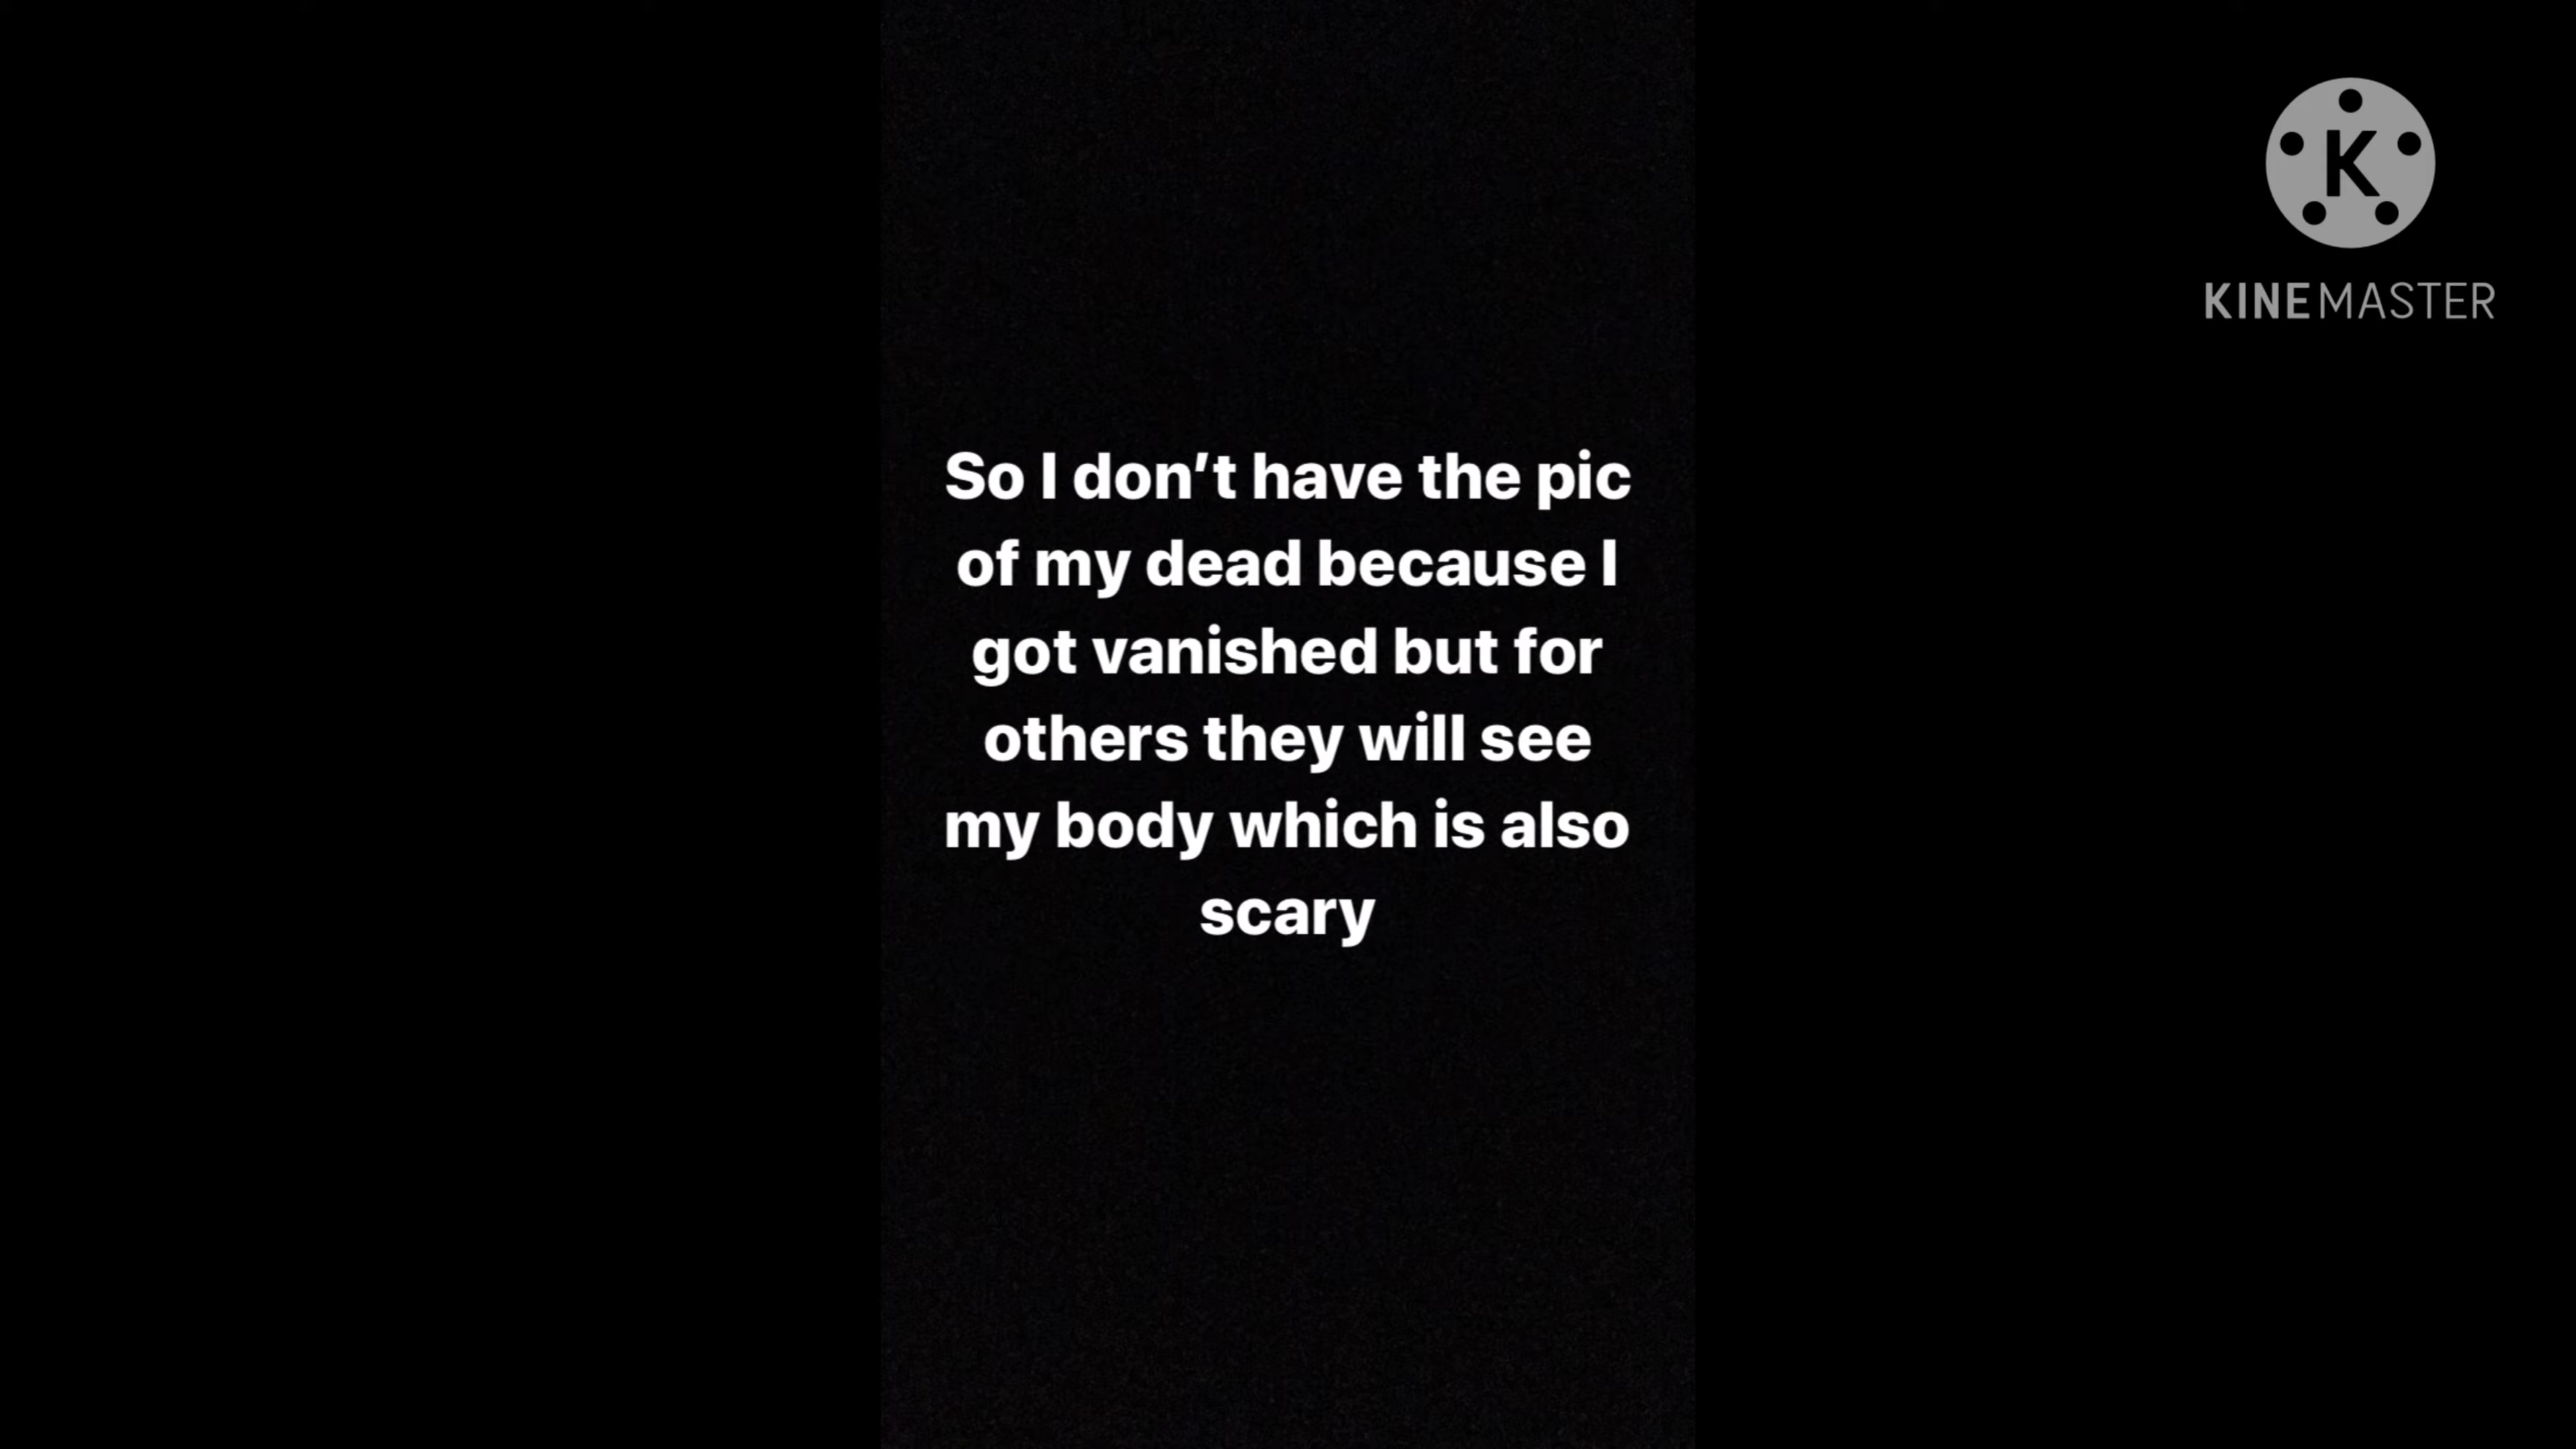 So I don’t have the pic
of my dead because I
got vanished but for
others they will see
my body which is also
scary
K
KINEMASTER